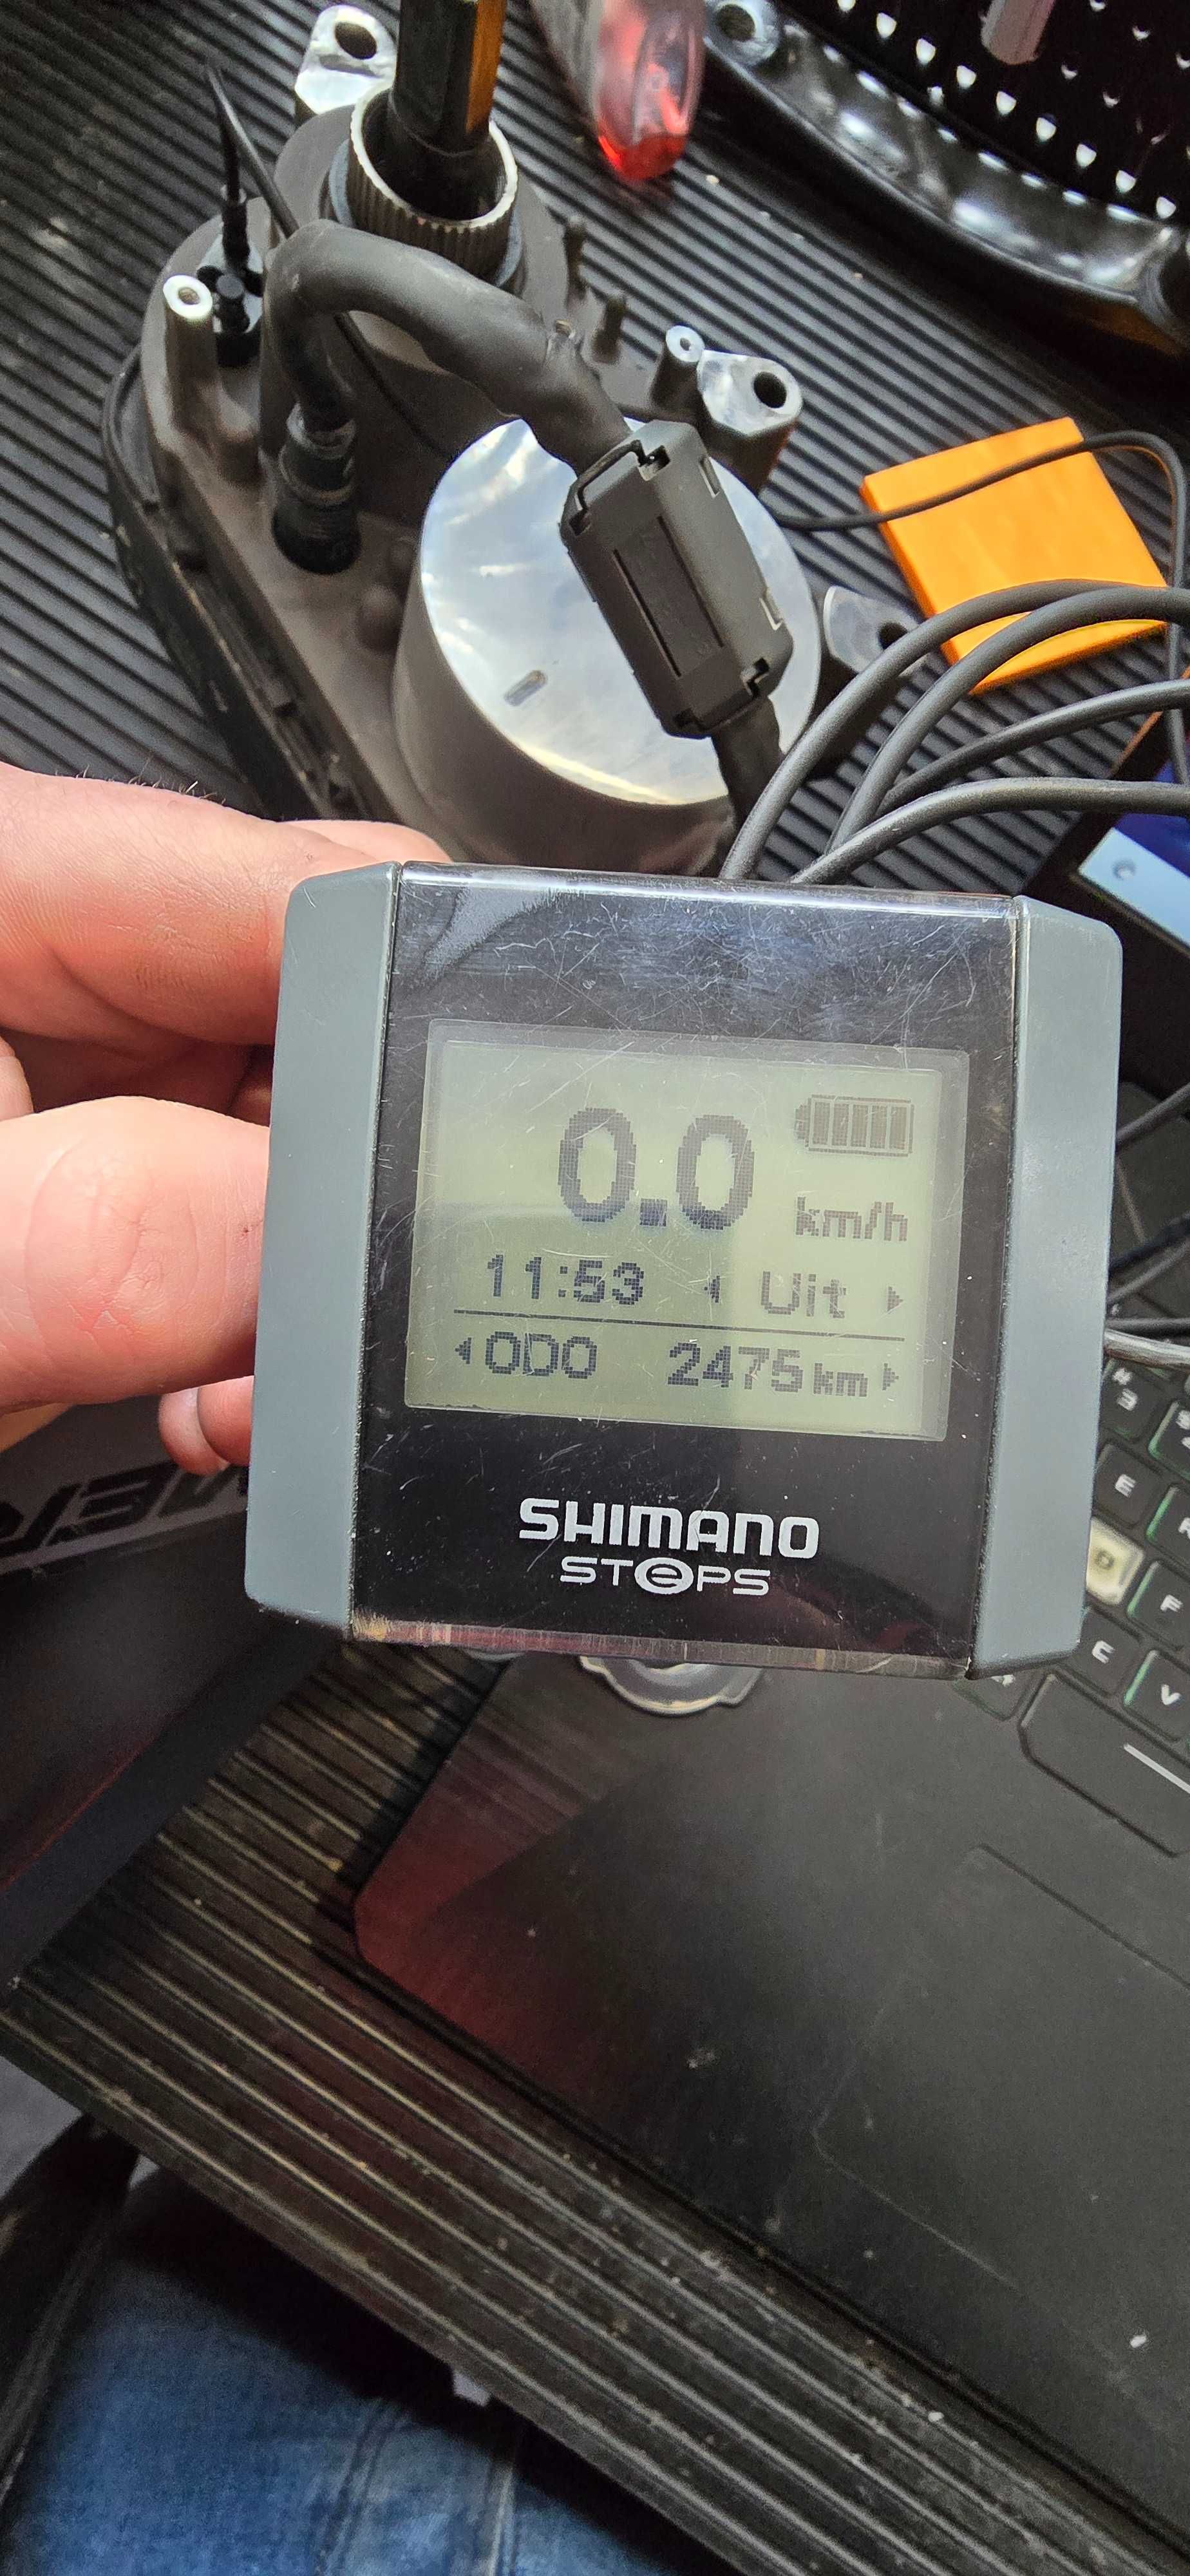 0.0
km/h
11:53 Uit
ODO 2475 km
SHIMANO
STePS
E
F
V